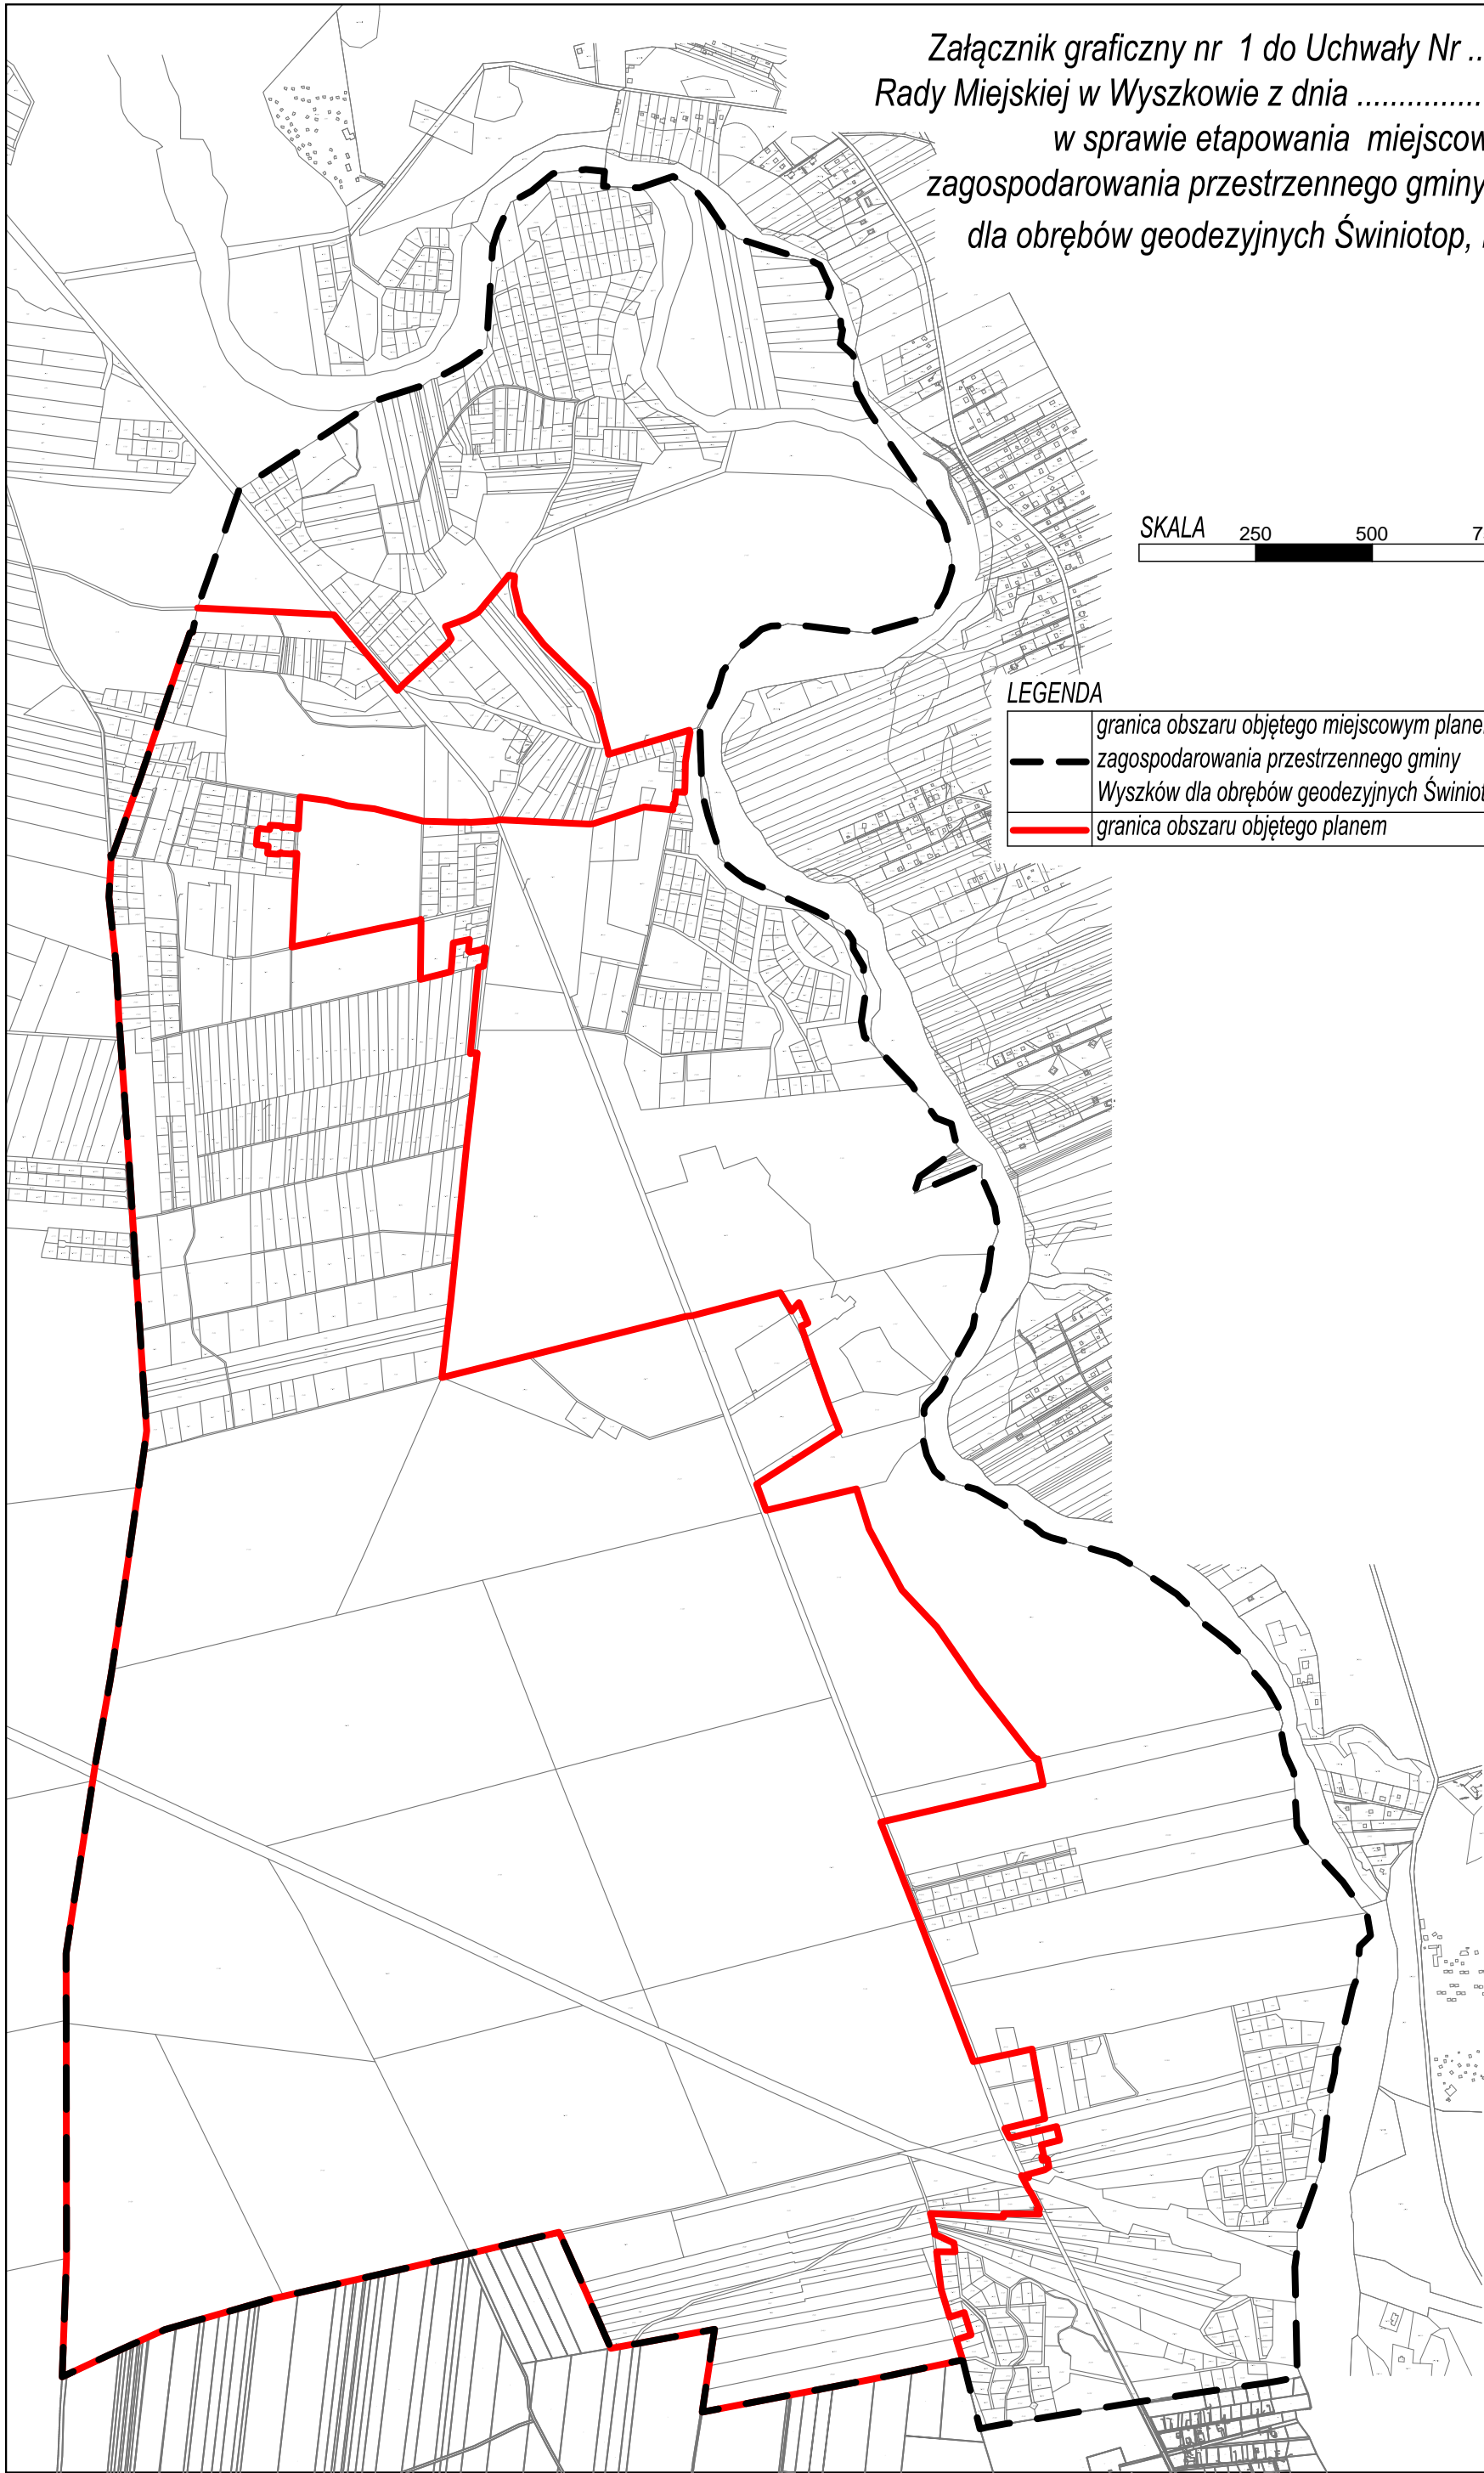 Załącznik graficzny nr 1 do Uchwały Nr ..
Rady Miejskiej w Wyszkowie z dnia ...............
w sprawie etapowania miejscow
zagospodarowania przestrzennego gminy
dla obrębów geodezyjnych Świniotop,
SKALA 250 500 7
LEGENDA
granica obszaru objętego miejscowym plane
zagospodarowania przestrzennego gminy
Wyszków dla obrębów geodezyjnych Świniot
granica obszaru objętego planem